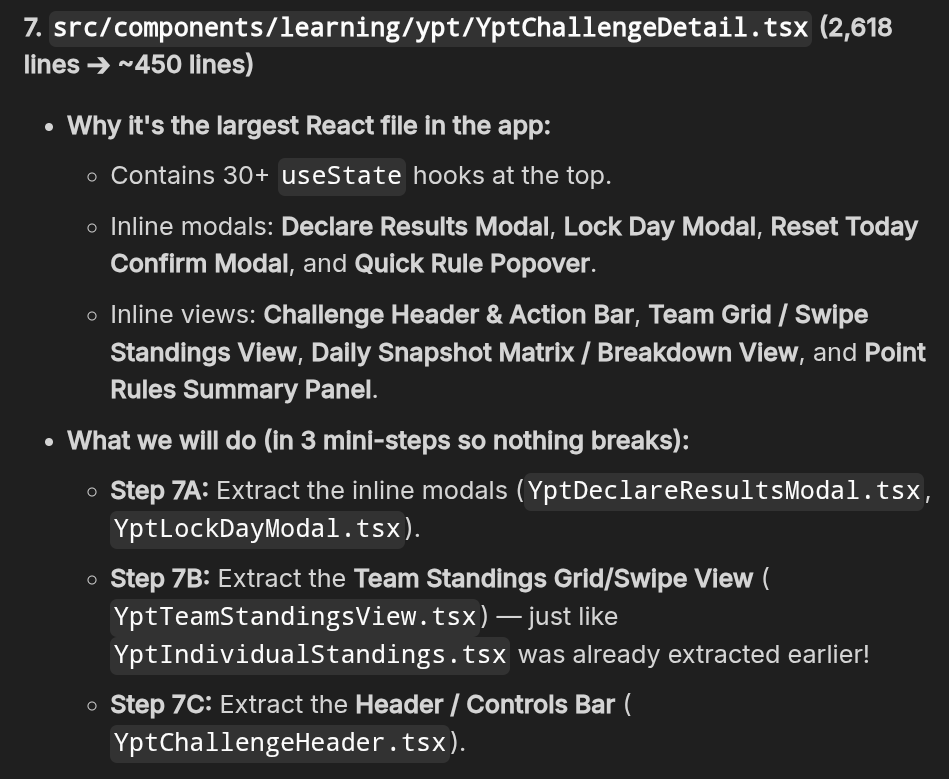 7. src/components/learning/ypt/YptChallengeDetail.tsx (2,618
lines → ~450 lines)
• Why it's the largest React file in the app:
◦ Contains 30+ useState hooks at the top.
◦ Inline modals: Declare Results Modal, Lock Day Modal, Reset Today
Confirm Modal, and Quick Rule Popover.
◦ Inline views: Challenge Header & Action Bar, Team Grid / Swipe
Standings View, Daily Snapshot Matrix / Breakdown View, and Point
Rules Summary Panel.
• What we will do (in 3 mini-steps so nothing breaks):
◦ Step 7A: Extract the inline modals (YptDeclareResultsModal.tsx,
YptLockDayModal.tsx).
◦ Step 7B: Extract the Team Standings Grid/Swipe View (
YptTeamStandingsView.tsx) — just like
YptIndividualStandings.tsx was already extracted earlier!
◦ Step 7C: Extract the Header / Controls Bar (
YptChallengeHeader.tsx).